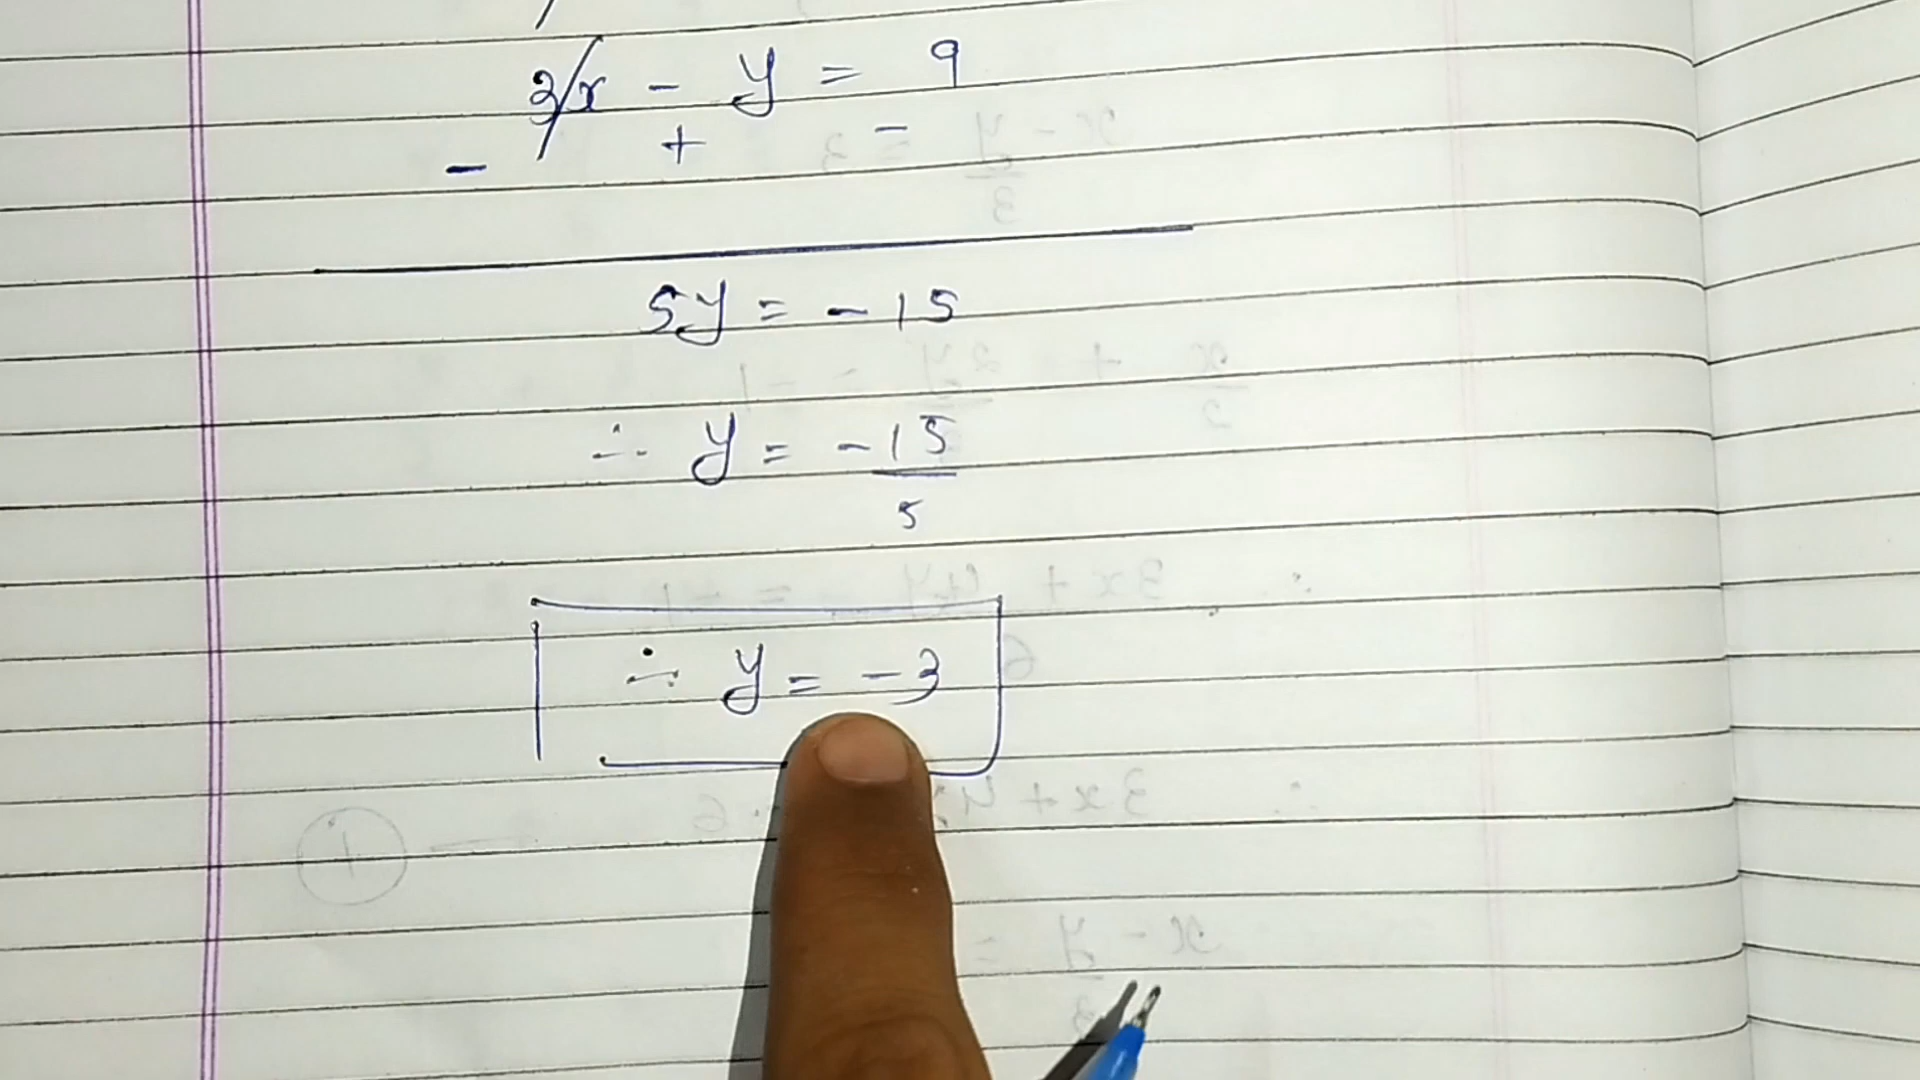 3x - y = 9
- + -
5y = -15
∴ y = -15/5
∴ y = -3